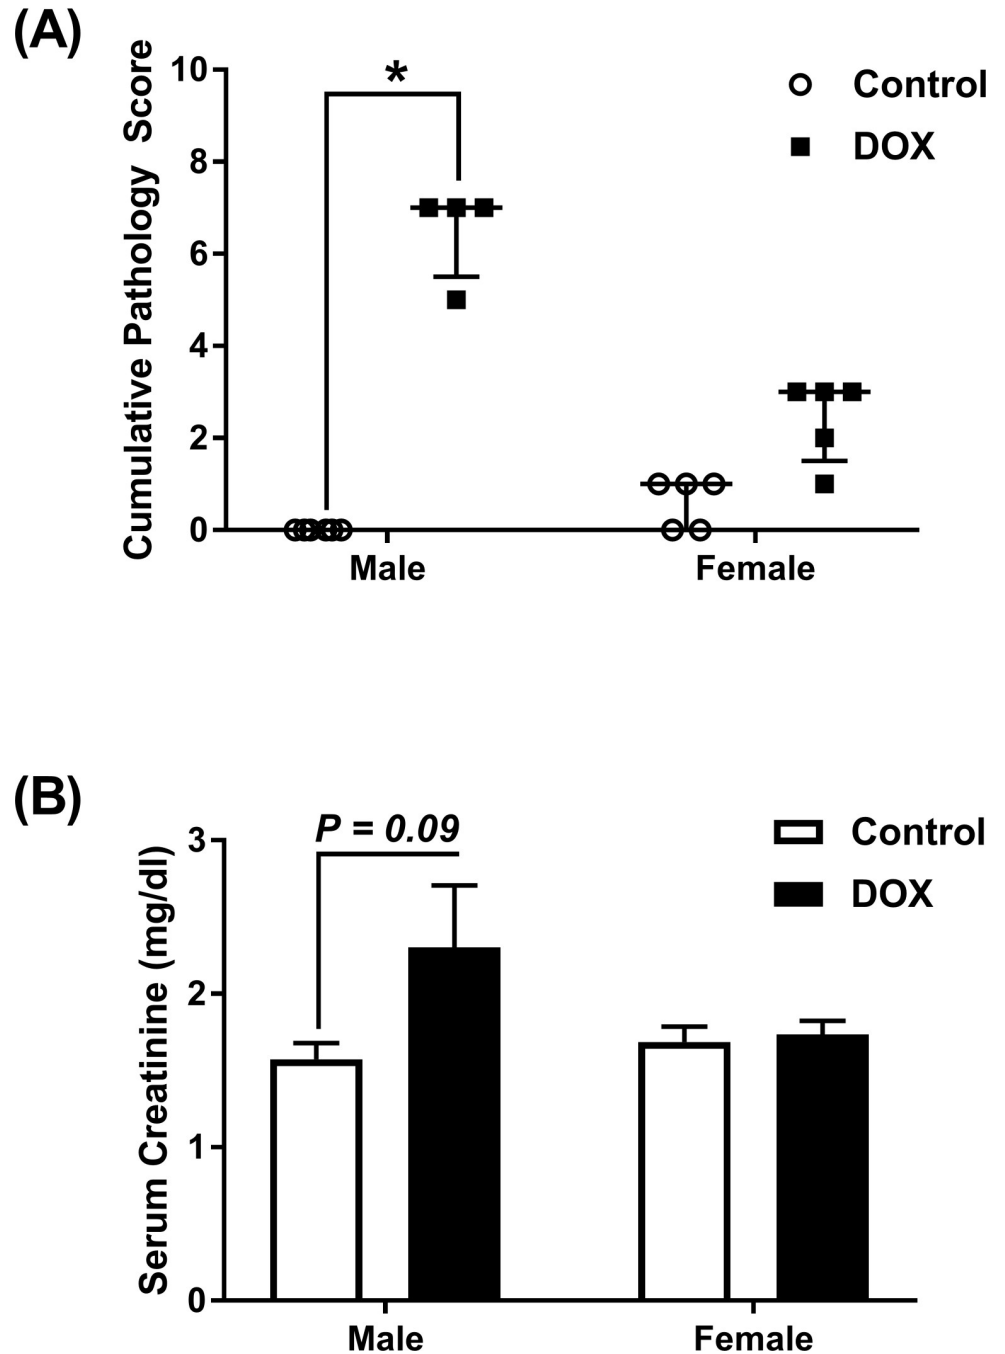 (A)
Cumulative Pathology Score
10
8
6
4
2
0
*
Control
DOX
Male
Female
(B)
Serum Creatinine (mg/dl)
3
2
1
0
P = 0.09
Control
DOX
Male
Female